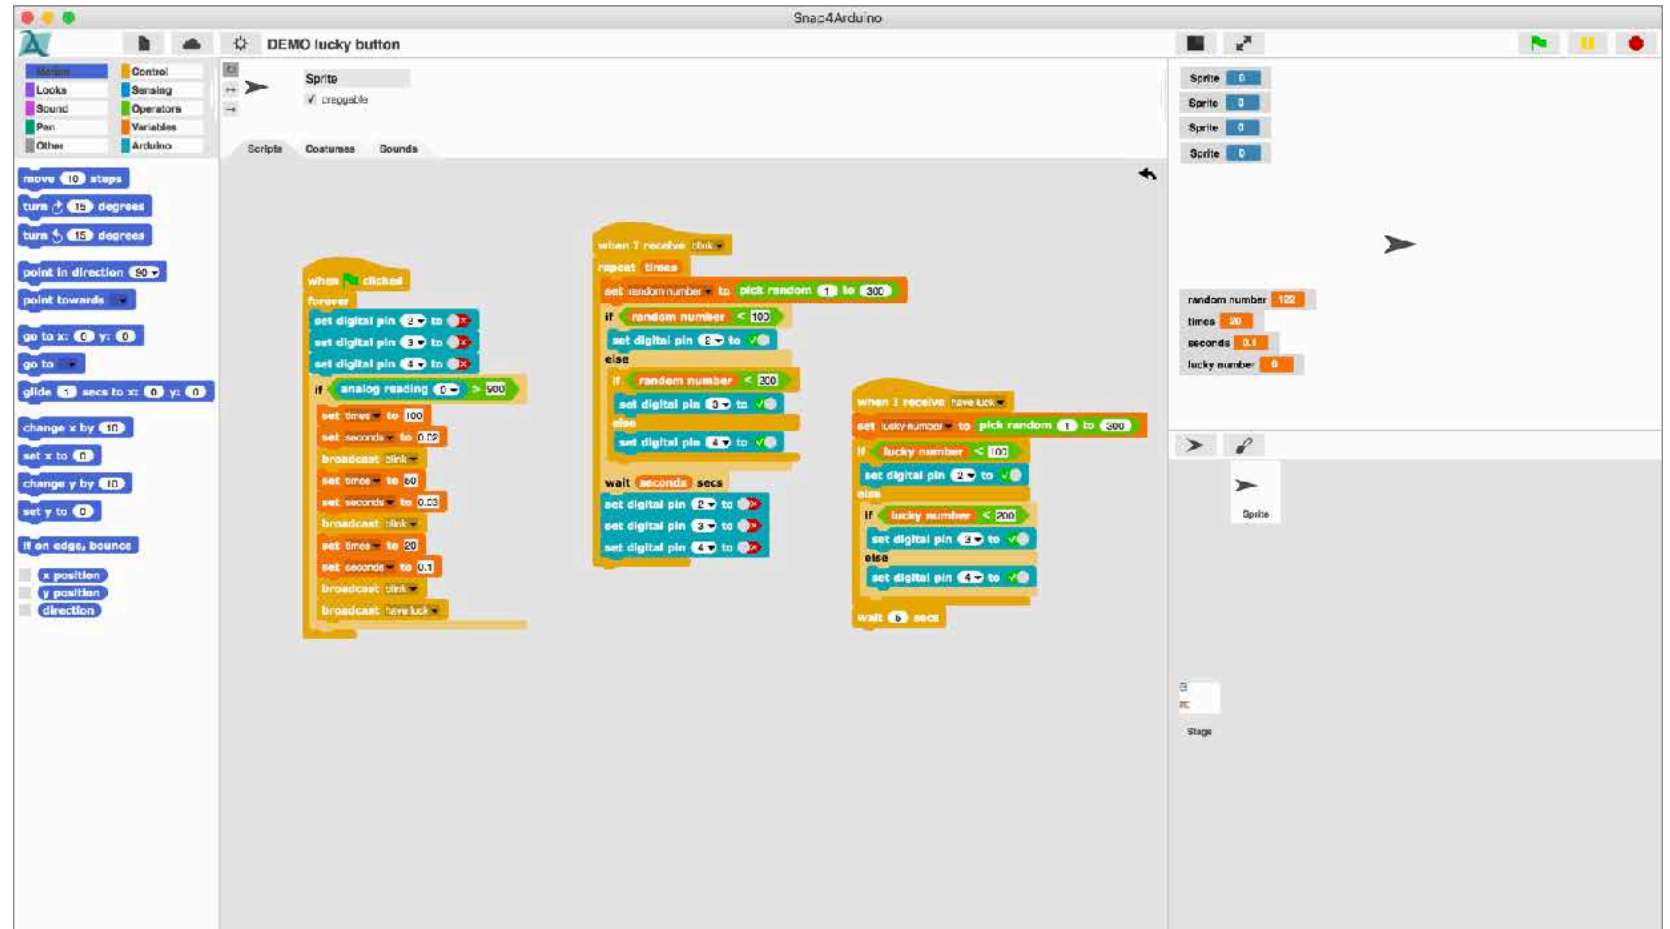 Snap4Arduino
DEMO lucky button
Motion Control
Looks Sensing
Sound Operators
Pen Variables
Other Arduino
Sprite
draggable
Scripts Costumes Sounds
move 10 steps
turn 15 degrees
turn 15 degrees
point in direction 90
point towards
go to x: 0 y: 0
go to
glide 1 secs to x: 0 y: 0
change x by 10
set x to 0
change y by 10
set y to 0
if on edge, bounce
x position
y position
direction
when clicked
forever
set digital pin 2 to
set digital pin 3 to
set digital pin 4 to
if analog reading 0 > 900
set times to 100
set seconds to 0.02
broadcast blink
set times to 60
set seconds to 0.03
broadcast blink
set times to 20
set seconds to 0.1
broadcast blink
broadcast have luck
when I receive blink
repeat times
set random number to pick random 1 to 300
if random number < 100
set digital pin 2 to
else
if random number < 200
set digital pin 3 to
else
set digital pin 4 to
wait seconds secs
set digital pin 2 to
set digital pin 3 to
set digital pin 4 to
when I receive have luck
set lucky number to pick random 1 to 300
if lucky number < 100
set digital pin 2 to
else
if lucky number < 200
set digital pin 3 to
else
set digital pin 4 to
wait secs
Sprite 0
Sprite 0
Sprite 0
Sprite 0
random number 122
times 20
seconds 0.1
lucky number 0
Sprite
Stage